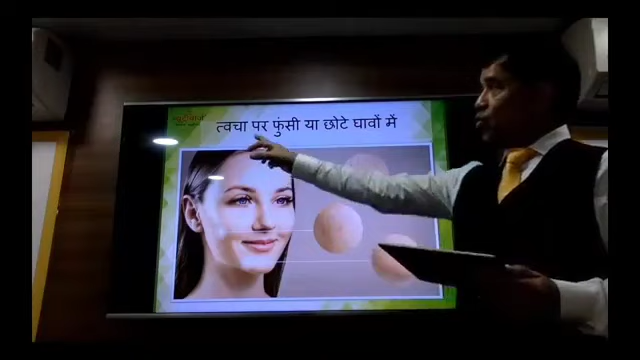 त्वचा पर फुंसी या छोटे घावों में